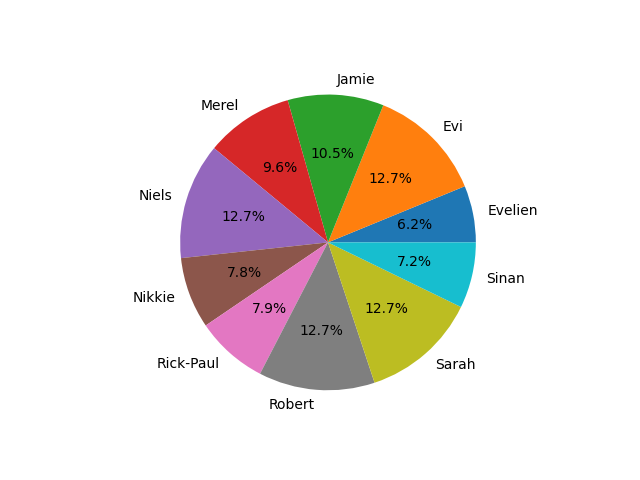 Jamie
Merel
Evi
10.5%
9.6%
12.7%
Niels
Evelien
12.7%
6.2%
7.2%
7.8%
Sinan
Nikkie
7.9%
12.7%
12.7%
Rick-Paul
Sarah
Robert